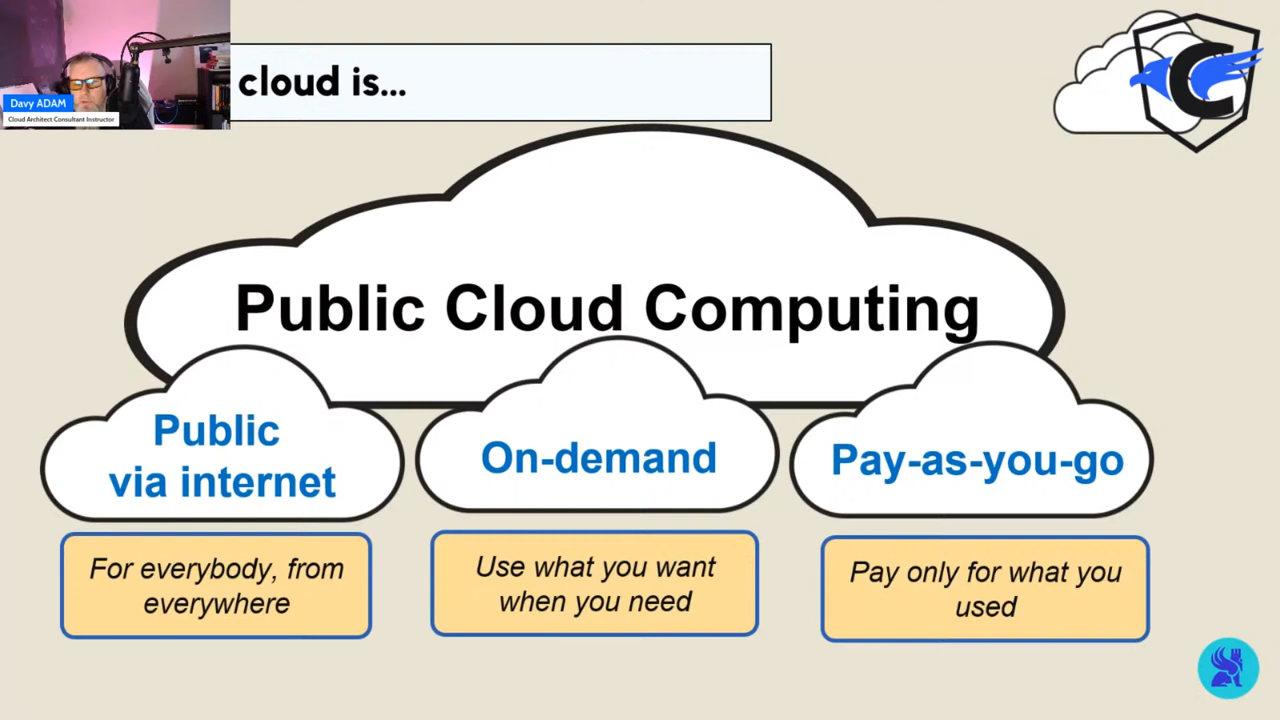 Davy ADAM
Cloud Architect Consultant Instructor
cloud is...
C
Public Cloud Computing
Public
via internet
On-demand
Pay-as-you-go
For everybody, from
everywhere
Use what you want
when you need
Pay only for what you
used